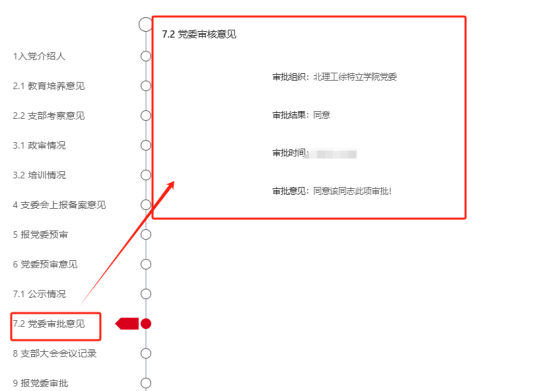 7.2 党委审核意见
审批组织：北理工徐特立学院党委
审批结果：同意
审批时间：
审批意见：同意该同志此项审批！
1入党介绍人
2.1 教育培养意见
2.2 支部考察意见
3.1 政审情况
3.2 培训情况
4 支委会上报备案意见
5 报党委预审
6 党委预审意见
7.1 公示情况
7.2 党委审批意见
8 支部大会会议记录
9 报党委审批